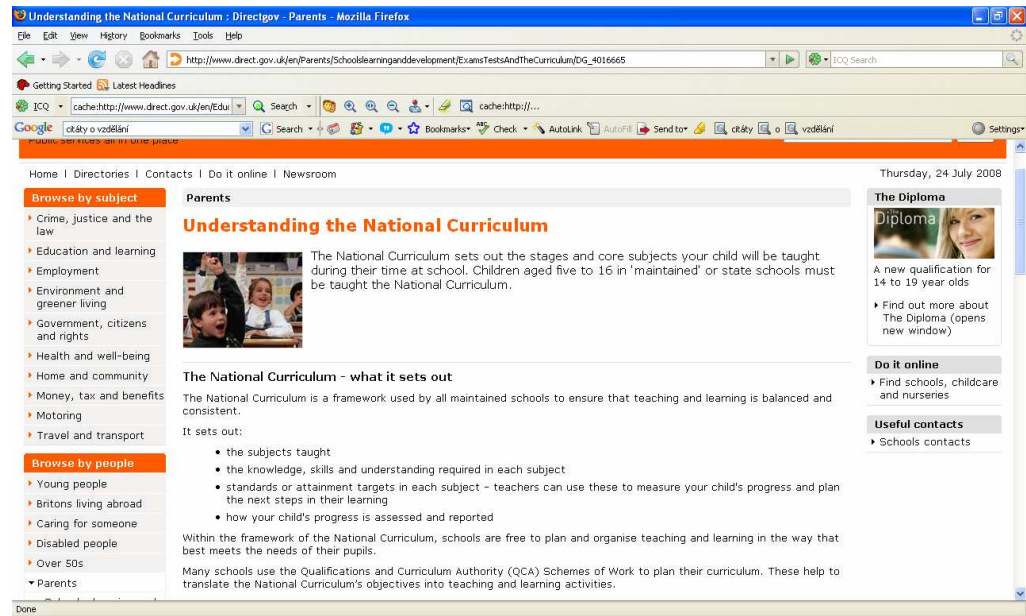 Understanding the National Curriculum : Directgov - Parents - Mozilla Firefox
File Edit View History Bookmarks Tools Help
http://www.direct.gov.uk/en/Parents/Schoolslearninganddevelopment/ExamsTestsAndTheCurriculum/DG_4016665
ICQ Search
Getting Started Latest Headlines
ICQ cache:http://www.direct.gov.uk/en/Educ Search cache:http://...
Google citáty o vzdělání Search Bookmarks Check AutoLink AutoFill Send to citáty o vzdělání Settings
Public services all in one place
Home | Directories | Contacts | Do it online | Newsroom
Thursday, 24 July 2008
Browse by subject
Crime, justice and the
law
Education and learning
Employment
Environment and
greener living
Government, citizens
and rights
Health and well-being
Home and community
Money, tax and benefits
Motoring
Travel and transport
Browse by people
Young people
Britons living abroad
Caring for someone
Disabled people
Over 50s
Parents
Parents
Understanding the National Curriculum
The National Curriculum sets out the stages and core subjects your child will be taught
during their time at school. Children aged five to 16 in 'maintained' or state schools must
be taught the National Curriculum.
The National Curriculum - what it sets out
The National Curriculum is a framework used by all maintained schools to ensure that teaching and learning is balanced and
consistent.
It sets out:
• the subjects taught
• the knowledge, skills and understanding required in each subject
• standards or attainment targets in each subject - teachers can use these to measure your child's progress and plan
the next steps in their learning
• how your child's progress is assessed and reported
Within the framework of the National Curriculum, schools are free to plan and organise teaching and learning in the way that
best meets the needs of their pupils.
Many schools use the Qualifications and Curriculum Authority (QCA) Schemes of Work to plan their curriculum. These help to
translate the National Curriculum's objectives into teaching and learning activities.
The Diploma
Diploma
A new qualification for
14 to 19 year olds
Find out more about
The Diploma (opens
new window)
Do it online
Find schools, childcare
and nurseries
Useful contacts
Schools contacts
Done